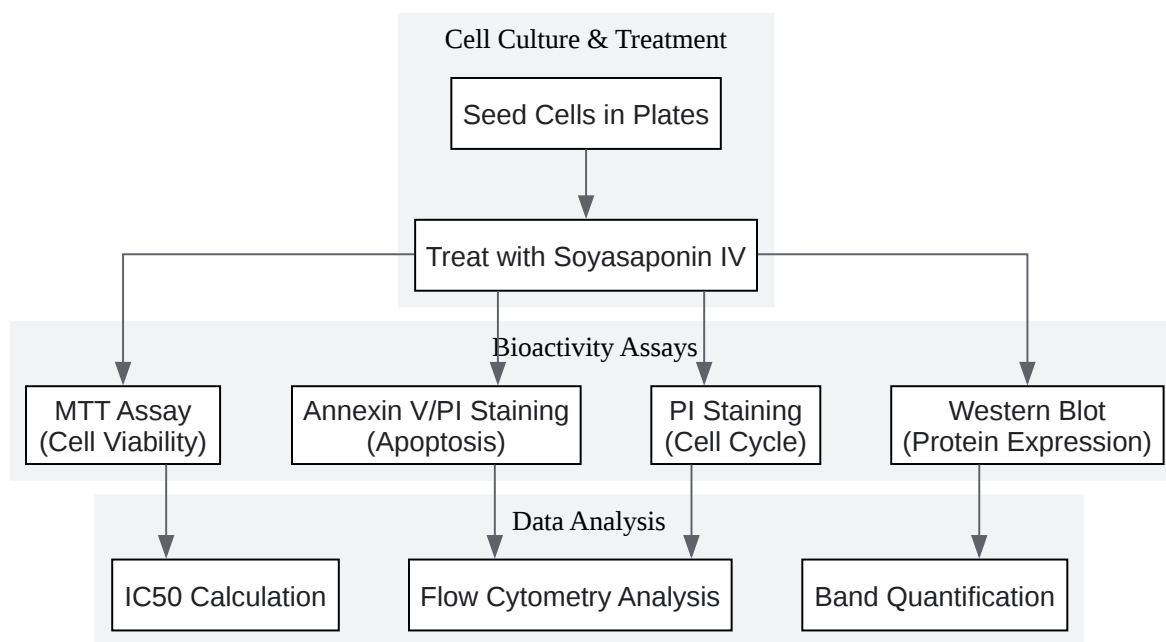 Cell Culture & Treatment
Seed Cells in Plates
Treat with Soyasaponin IV
Bioactivity Assays
MTT Assay
(Cell Viability)
Annexin V/PI Staining
(Apoptosis)
PI Staining
(Cell Cycle)
Western Blot
(Protein Expression)
Data Analysis
IC50 Calculation
Flow Cytometry Analysis
Band Quantification